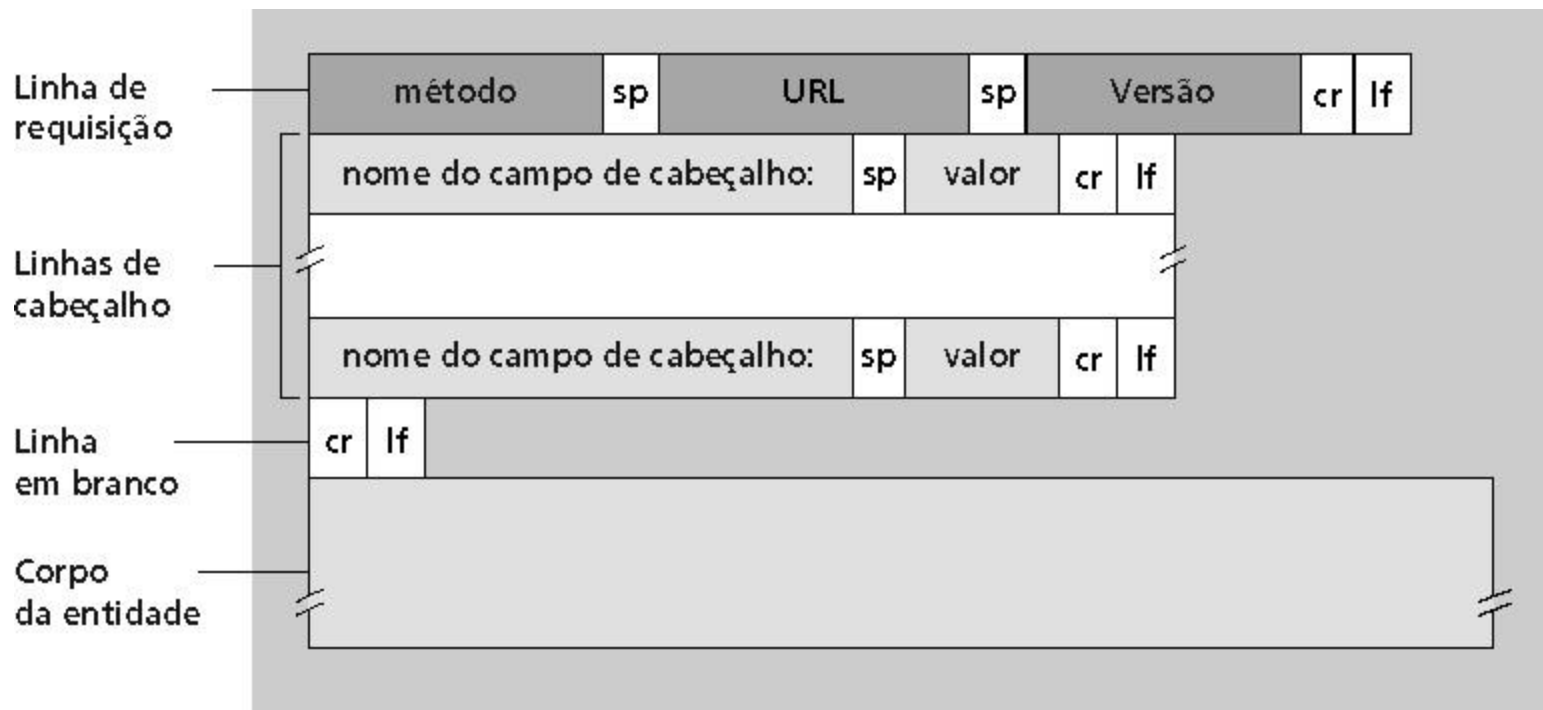 Linha de
requisição
método sp URL sp Versão cr lf
nome do campo de cabeçalho: sp valor cr lf
Linhas de
cabeçalho
nome do campo de cabeçalho: sp valor cr lf
Linha
em branco
cr lf
Corpo
da entidade